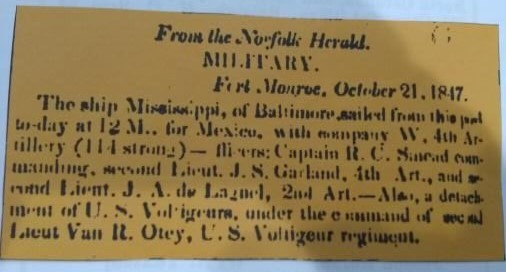 From the Norfolk Herald.
MILITARY.
Fort Monroe, October 21, 1847.
The ship Mississippi, of Baltimore sailed from this port
to-day at 12 M., for Mexico, with company W, 4th Ar-
tillery (114 strong)— fficers: Captain R. C. Smead com-
manding, second Lieut. J. S. Garland, 4th Art., and se-
cond Lieut. J. A. de Lagnel, 2nd Art.—Also, a detach-
ment of U. S. Voltigeurs, under the command of second
Lieut Van R. Otey, U. S. Voltigeur regiment.